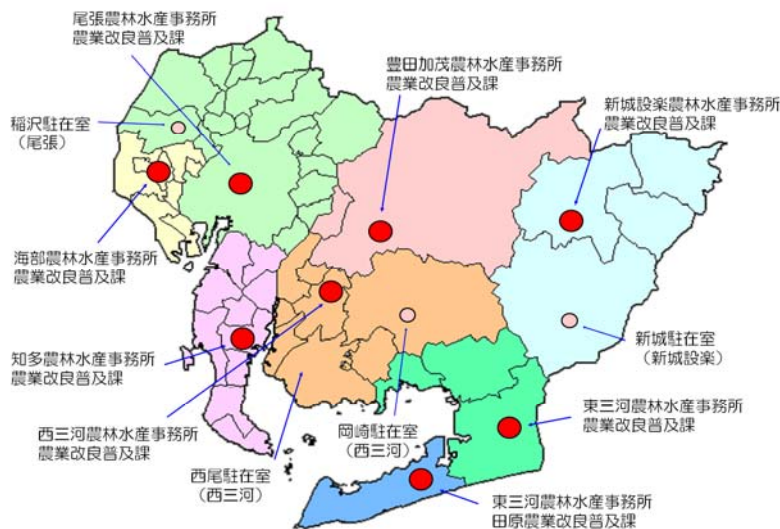 尾張農林水産事務所
農業改良普及課
豊田加茂農林水産事務所
農業改良普及課
新城設楽農林水産事務所
農業改良普及課
稲沢駐在室
（尾張）
海部農林水産事務所
農業改良普及課
知多農林水産事務所
農業改良普及課
新城駐在室
（新城設楽）
西三河農林水産事務所
農業改良普及課
西尾駐在室
（西三河）
岡崎駐在室
（西三河）
東三河農林水産事務所
農業改良普及課
東三河農林水産事務所
田原農業改良普及課